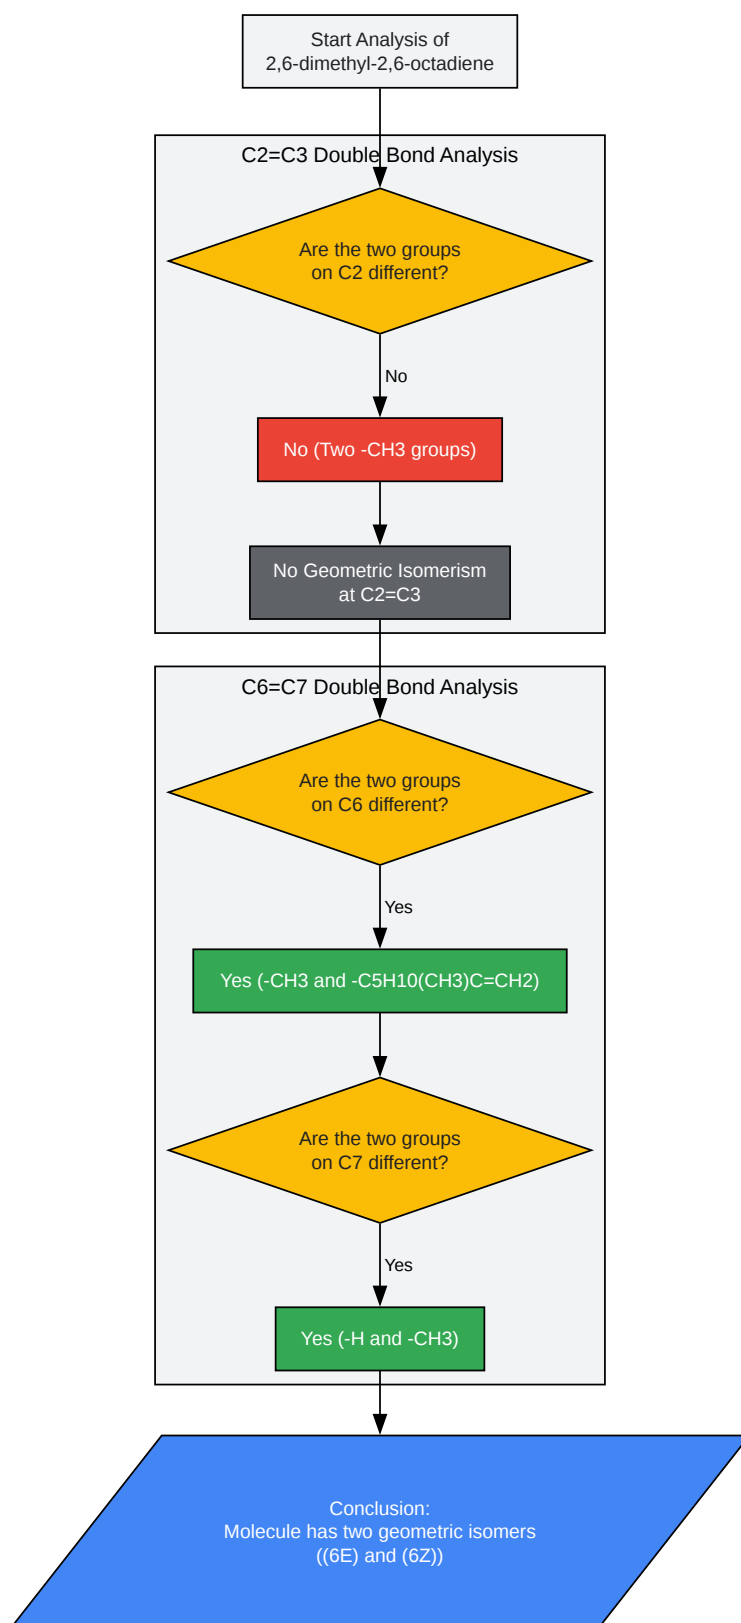 Start Analysis of
2,6-dimethyl-2,6-octadiene
C2=C3 Double Bond Analysis
Are the two groups
on C2 different?
No
No (Two -CH3 groups)
No Geometric Isomerism
at C2=C3
C6=C7 Double Bond Analysis
Are the two groups
on C6 different?
Yes
Yes (-CH3 and -C5H10(CH3)C=CH2)
Are the two groups
on C7 different?
Yes
Yes (-H and -CH3)
Conclusion:
Molecule has two geometric isomers
((6E) and (6Z))